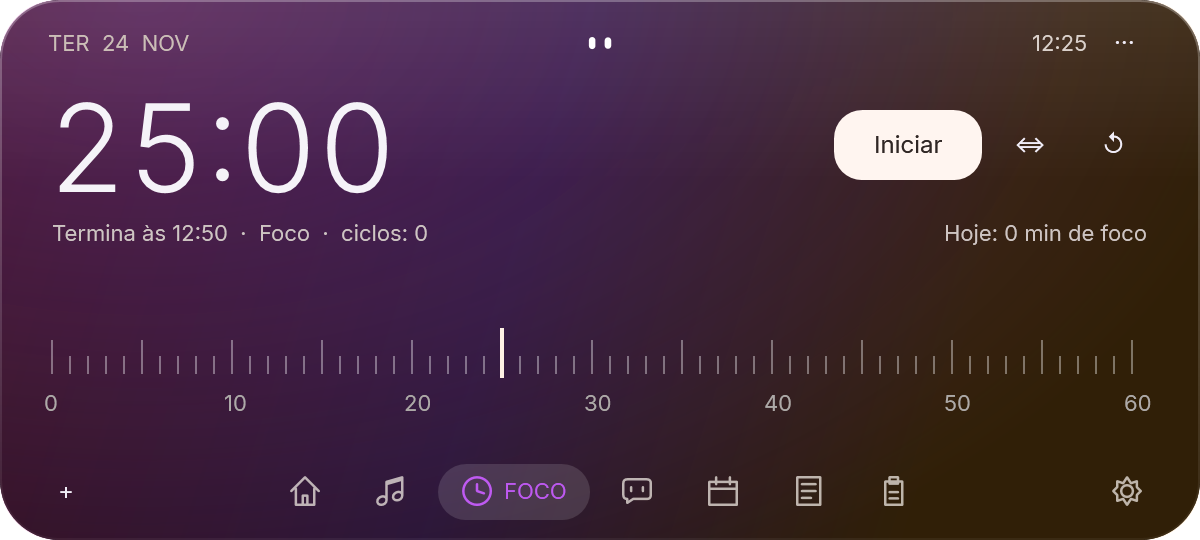 TER 24 NOV
12:25
25:00
Iniciar
Termina às 12:50 · Foco · ciclos: 0
Hoje: 0 min de foco
0 10 20 30 40 50 60
FOCO